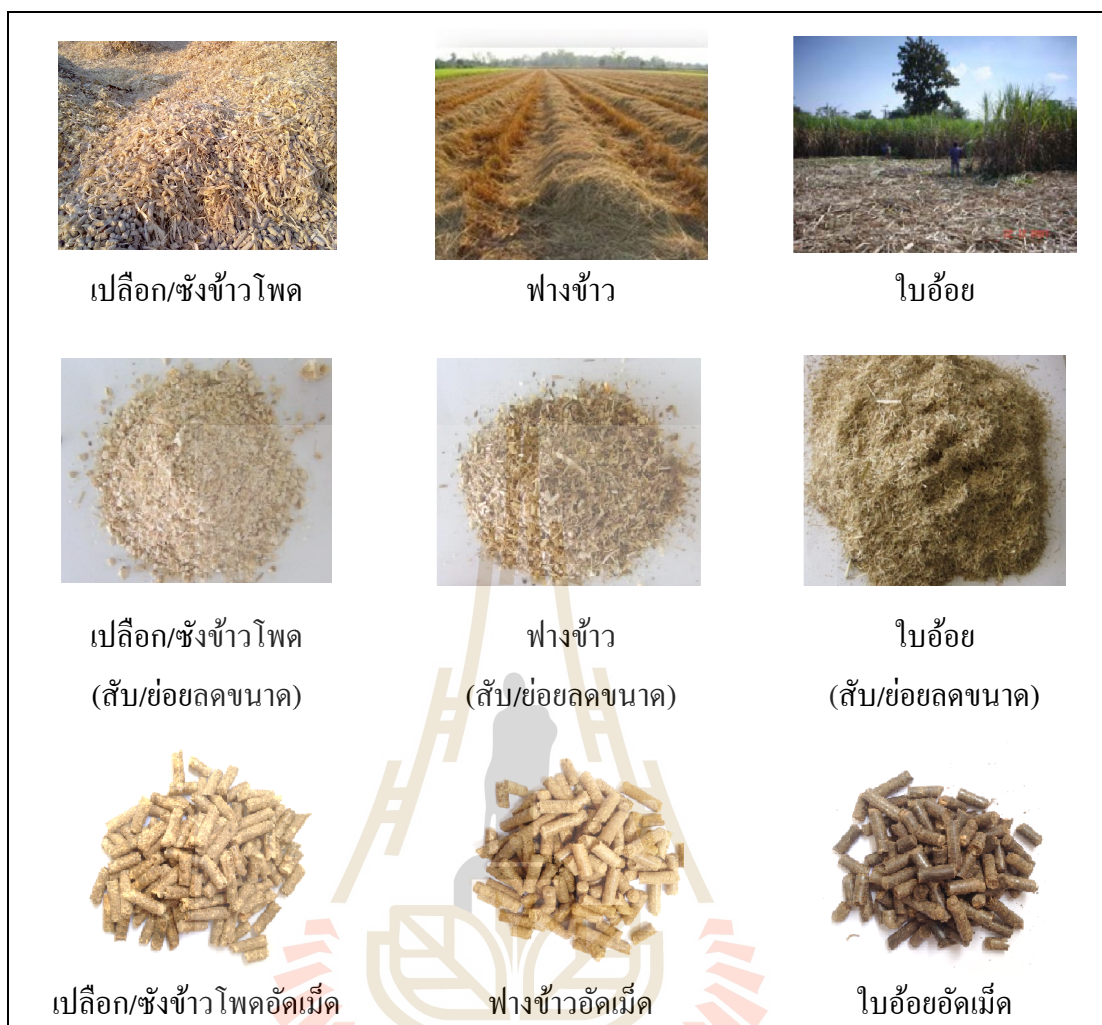 เปลือก/ซังข้าวโพด ฟางข้าว ใบอ้อย
เปลือก/ซังข้าวโพด ฟางข้าว ใบอ้อย
(สับ/ย่อยลดขนาด) (สับ/ย่อยลดขนาด) (สับ/ย่อยลดขนาด)
เปลือก/ซังข้าวโพดอัดเม็ด ฟางข้าวอัดเม็ด ใบอ้อยอัดเม็ด